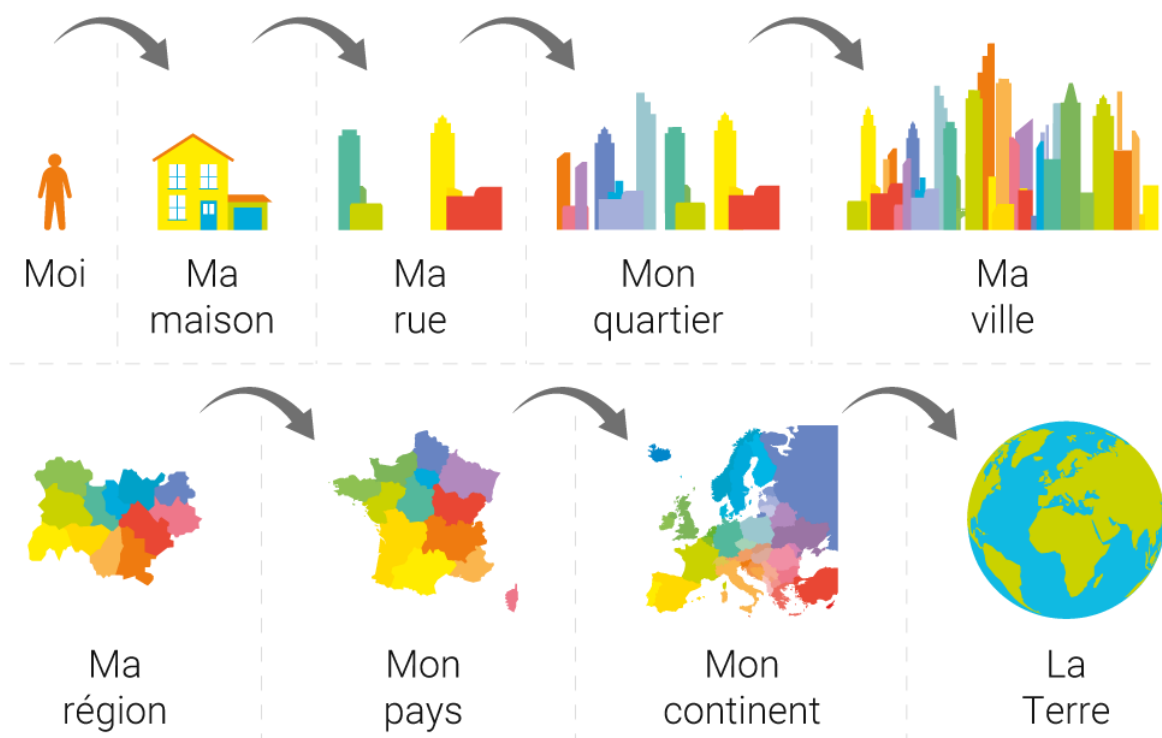 Moi
Ma
maison
Ma
rue
Mon
quartier
Ma
ville
Ma
région
Mon
pays
Mon
continent
La
Terre